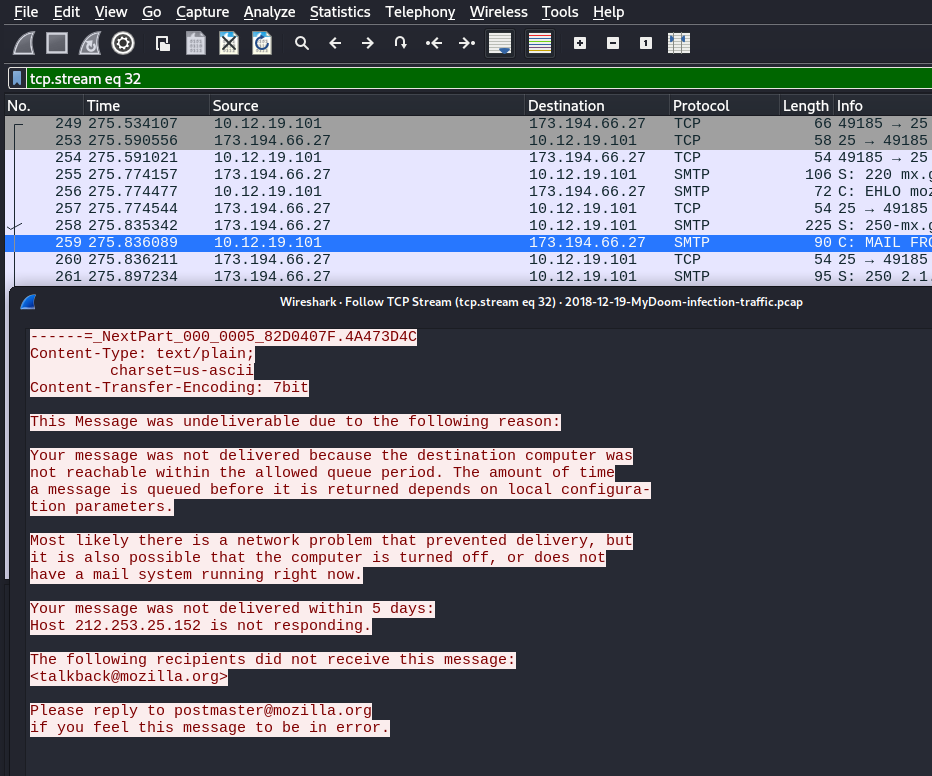 File Edit View Go Capture Analyze Statistics Telephony Wireless Tools Help
tcp.stream eq 32
No. Time Source Destination Protocol Length Info
249 275.534107 10.12.19.101 173.194.66.27 TCP 66 49185 → 25
253 275.590556 173.194.66.27 10.12.19.101 TCP 58 25 → 49185
254 275.591021 10.12.19.101 173.194.66.27 TCP 54 49185 → 25
255 275.774157 173.194.66.27 10.12.19.101 SMTP 106 S: 220 mx.g
256 275.774477 10.12.19.101 173.194.66.27 SMTP 72 C: EHLO moz
257 275.774544 173.194.66.27 10.12.19.101 TCP 54 25 → 49185
258 275.835342 173.194.66.27 10.12.19.101 SMTP 225 S: 250-mx.g
259 275.836089 10.12.19.101 173.194.66.27 SMTP 90 C: MAIL FRO
260 275.836211 173.194.66.27 10.12.19.101 TCP 54 25 → 49185
261 275.897234 173.194.66.27 10.12.19.101 SMTP 95 S: 250 2.1.
Wireshark · Follow TCP Stream (tcp.stream eq 32) · 2018-12-19-MyDoom-infection-traffic.pcap
------=_NextPart_000_0005_82D0407F.4A473D4C
Content-Type: text/plain;
charset=us-ascii
Content-Transfer-Encoding: 7bit
This Message was undeliverable due to the following reason:
Your message was not delivered because the destination computer was
not reachable within the allowed queue period. The amount of time
a message is queued before it is returned depends on local configura-
tion parameters.
Most likely there is a network problem that prevented delivery, but
it is also possible that the computer is turned off, or does not
have a mail system running right now.
Your message was not delivered within 5 days:
Host 212.253.25.152 is not responding.
The following recipients did not receive this message:
<talkback@mozilla.org>
Please reply to postmaster@mozilla.org
if you feel this message to be in error.